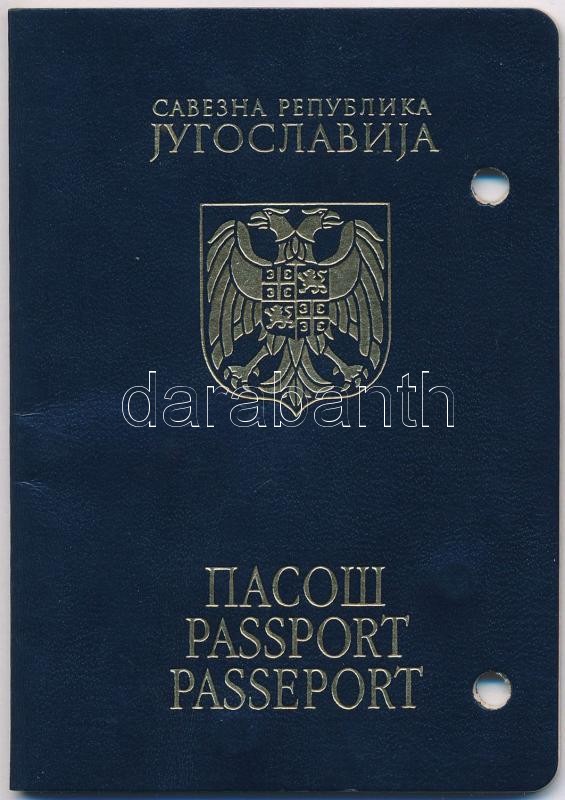 САВЕЗНА РЕПУБЛИКА
ЈУГОСЛАВИЈА
darabanth
ПАСОШ
PASSPORT
PASSEPORT